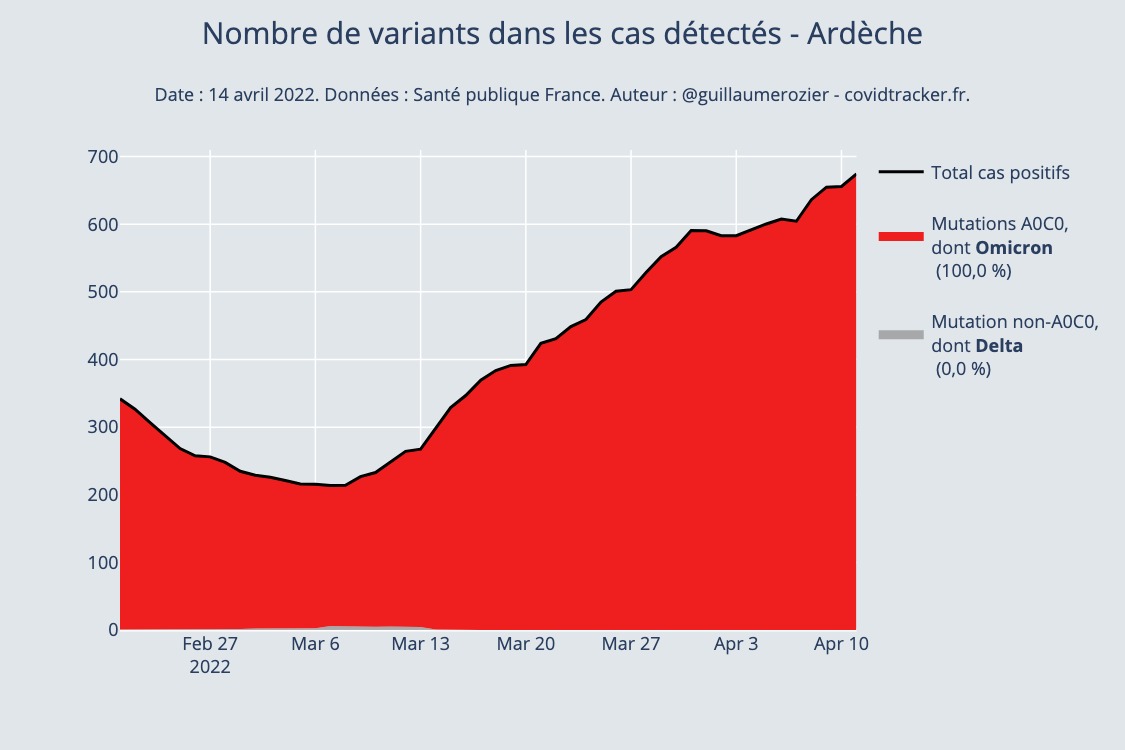 Nombre de variants dans les cas détectés - Ardèche
Date : 14 avril 2022. Données : Santé publique France. Auteur : @guillaumerozier - covidtracker.fr.
700
600
500
400
300
200
100
0
Feb 27
2022
Mar 6
Mar 13
Mar 20
Mar 27
Apr 3
Apr 10
Total cas positifs
Mutations A0C0,
dont Omicron
(100,0 %)
Mutation non-A0C0,
dont Delta
(0,0 %)